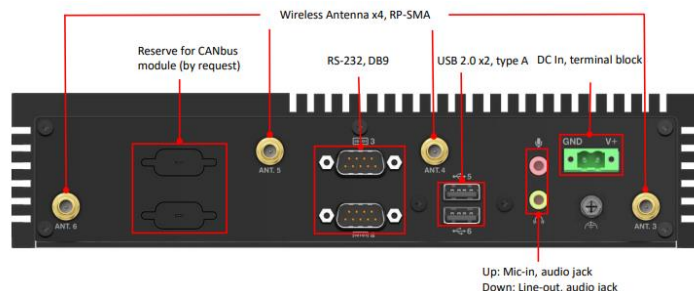 Wireless Antenna x4, RP-SMA
Reserve for CANbus
module (by request)
RS-232, DB9
USB 2.0 x2, type A
DC In, terminal block
3
ANT. 5
ANT. 4
5
6
GND
V+
ANT. 6
ANT. 3
Up: Mic-in, audio jack
Down: Line-out, audio jack